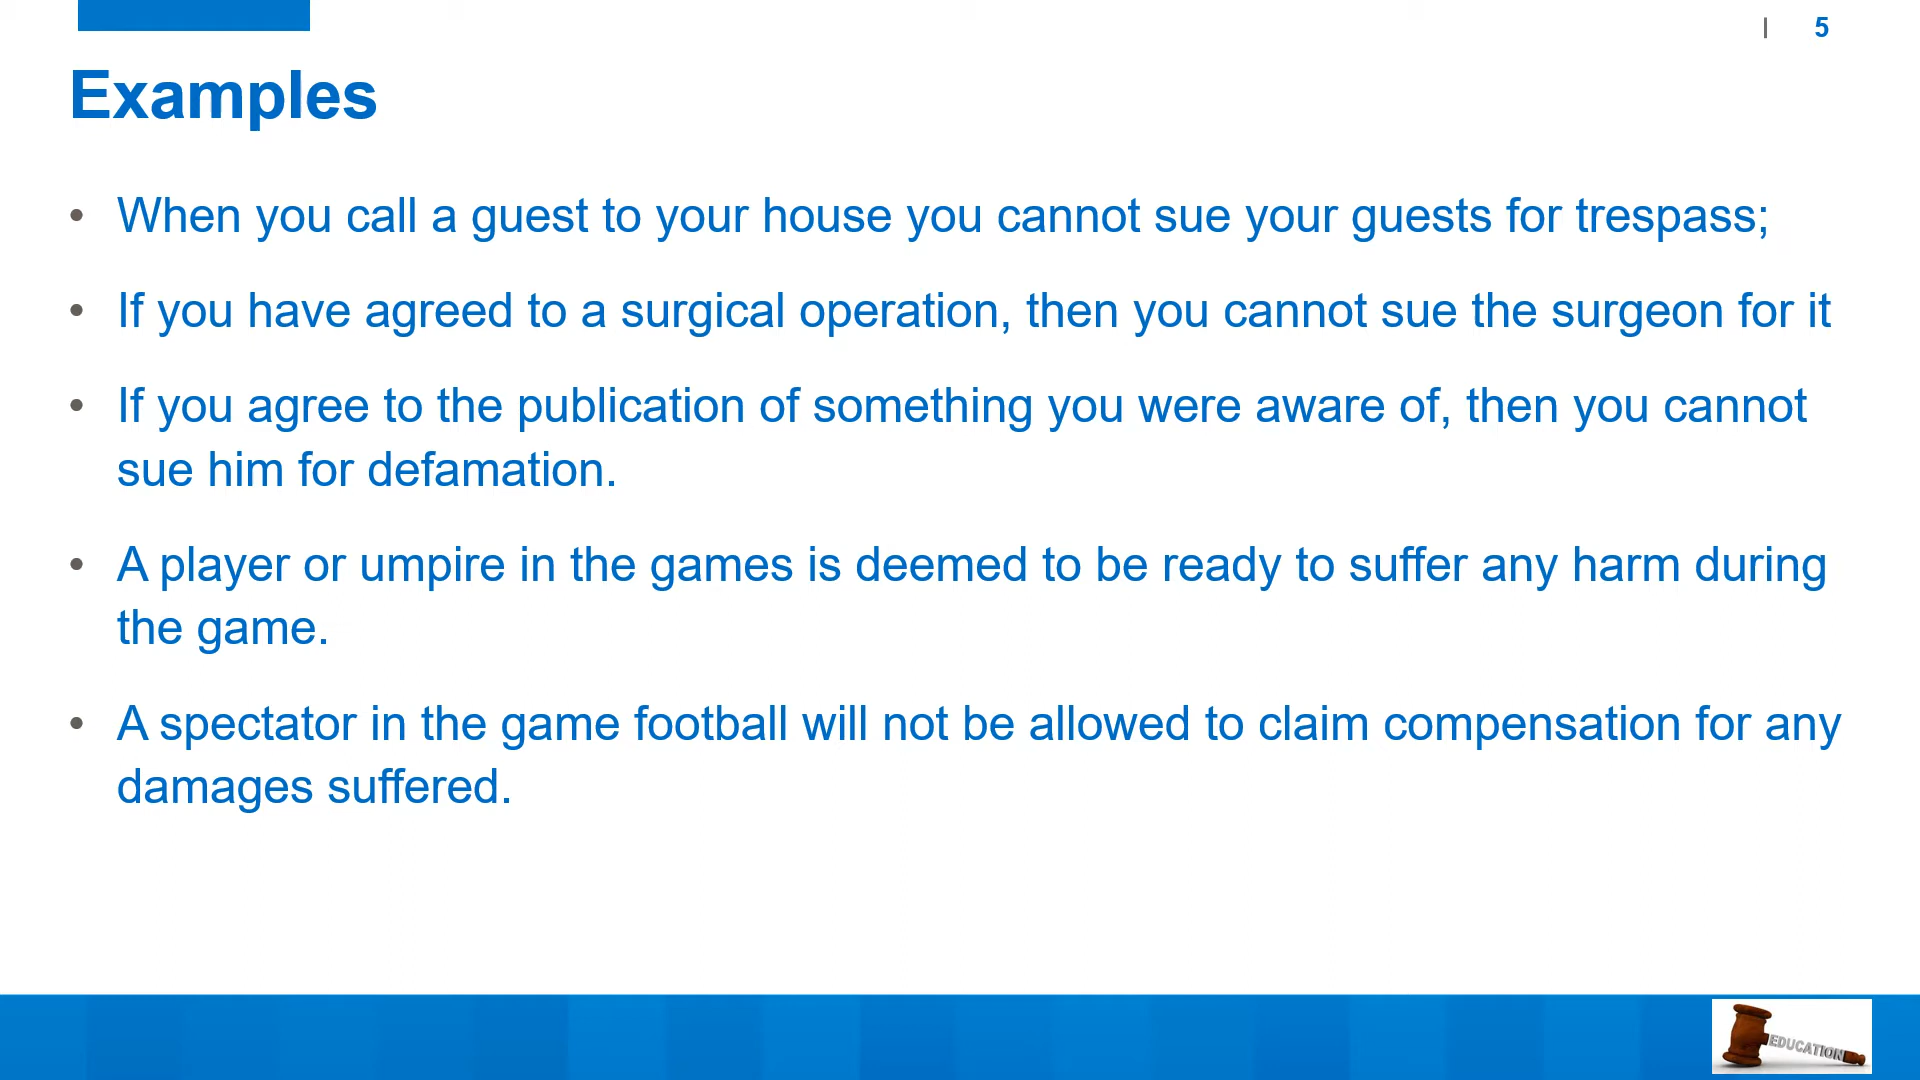 | 5
Examples
• When you call a guest to your house you cannot sue your guests for trespass;
• If you have agreed to a surgical operation, then you cannot sue the surgeon for it
• If you agree to the publication of something you were aware of, then you cannot
sue him for defamation.
• A player or umpire in the games is deemed to be ready to suffer any harm during
the game.
• A spectator in the game football will not be allowed to claim compensation for any
damages suffered.
EDUCATION